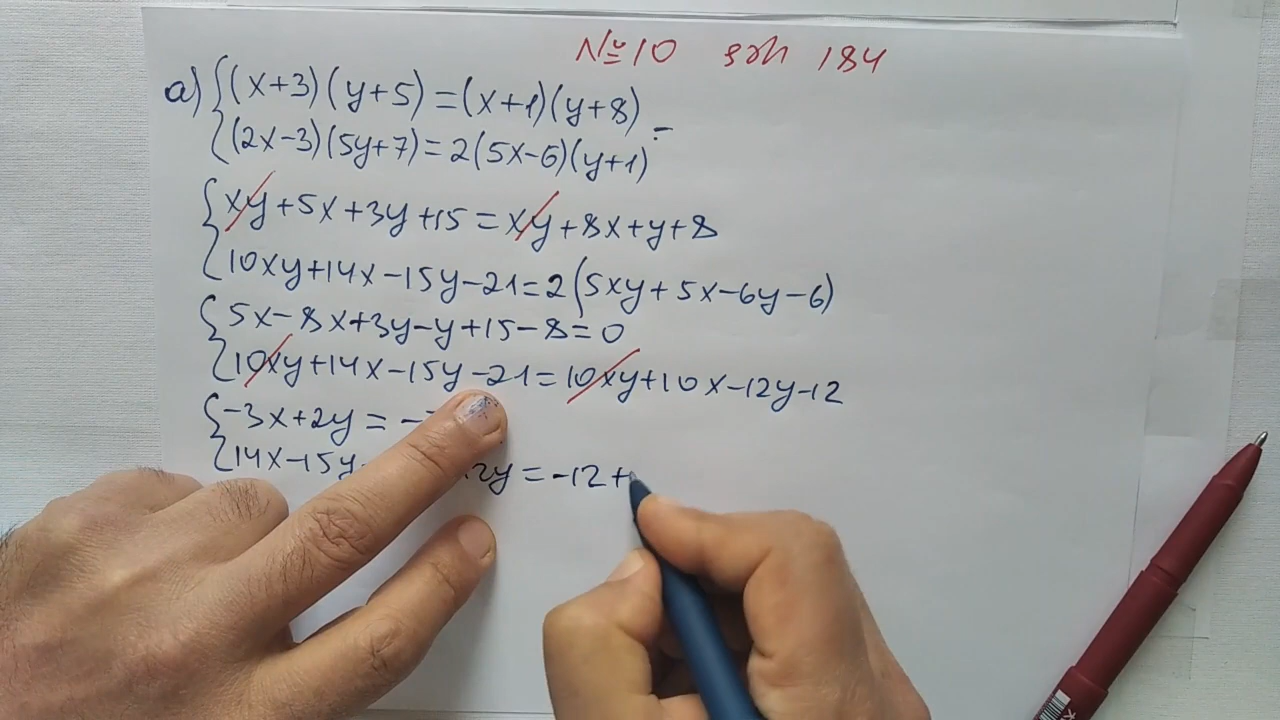 №10 səh 184
a) {(x+3)(y+5)=(x+1)(y+8)
{(2x-3)(5y+7)=2(5x-6)(y+1)
{xy+5x+3y+15=xy+8x+y+8
{10xy+14x-15y-21=2(5xy+5x-6y-6)
{5x-8x+3y-y+15-8=0
{10xy+14x-15y-21=10xy+10x-12y-12
{-3x+2y=-
{14x-15y 12y=-12+